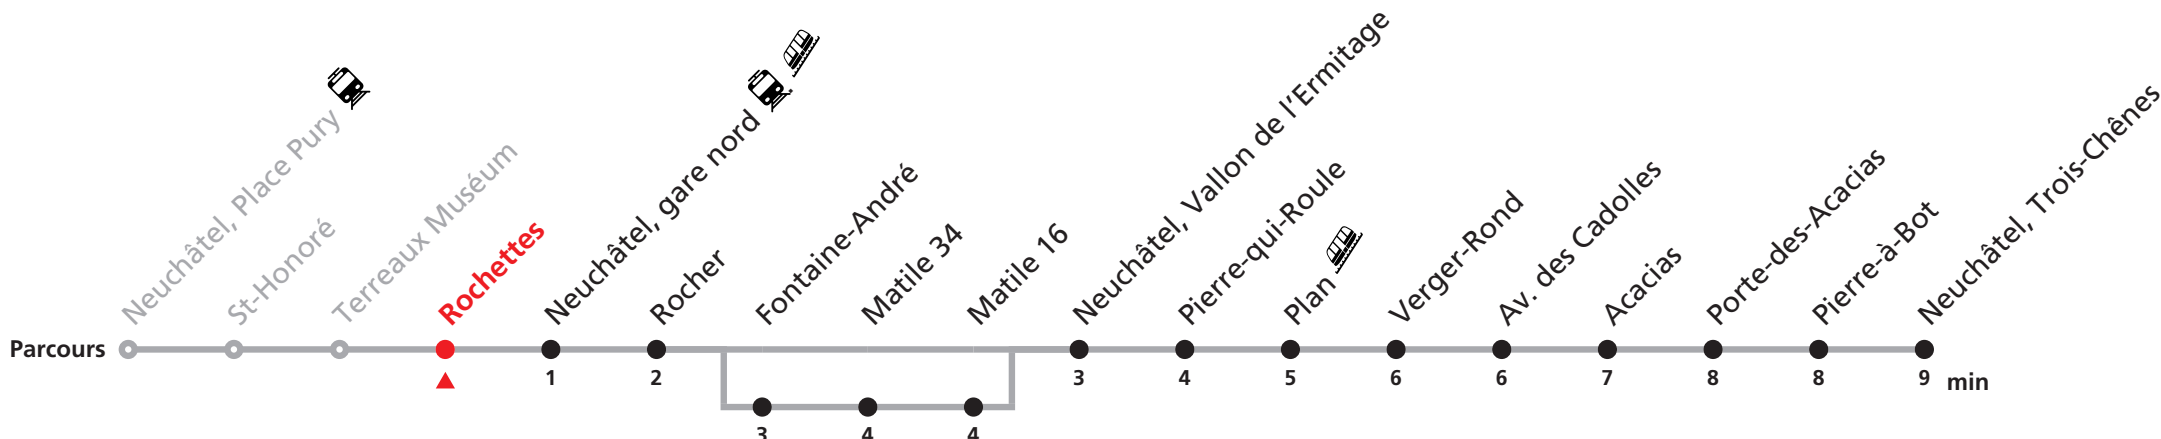 Neuchâtel, Place Pury
St-Honoré
Terreaux Muséum
Rochettes
Neuchâtel, gare nord
Rocher
Fontaine-André
Matile 34
Matile 16
Neuchâtel, Vallon de l'Ermitage
Pierre-qui-Roule
Plan
Verger-Rond
Av. des Cadolles
Acacias
Porte-des-Acacias
Pierre-à-Bot
Neuchâtel, Trois-Chênes
Parcours
1 2 3 4 5 6 6 7 8 8 9 min
3 4 4